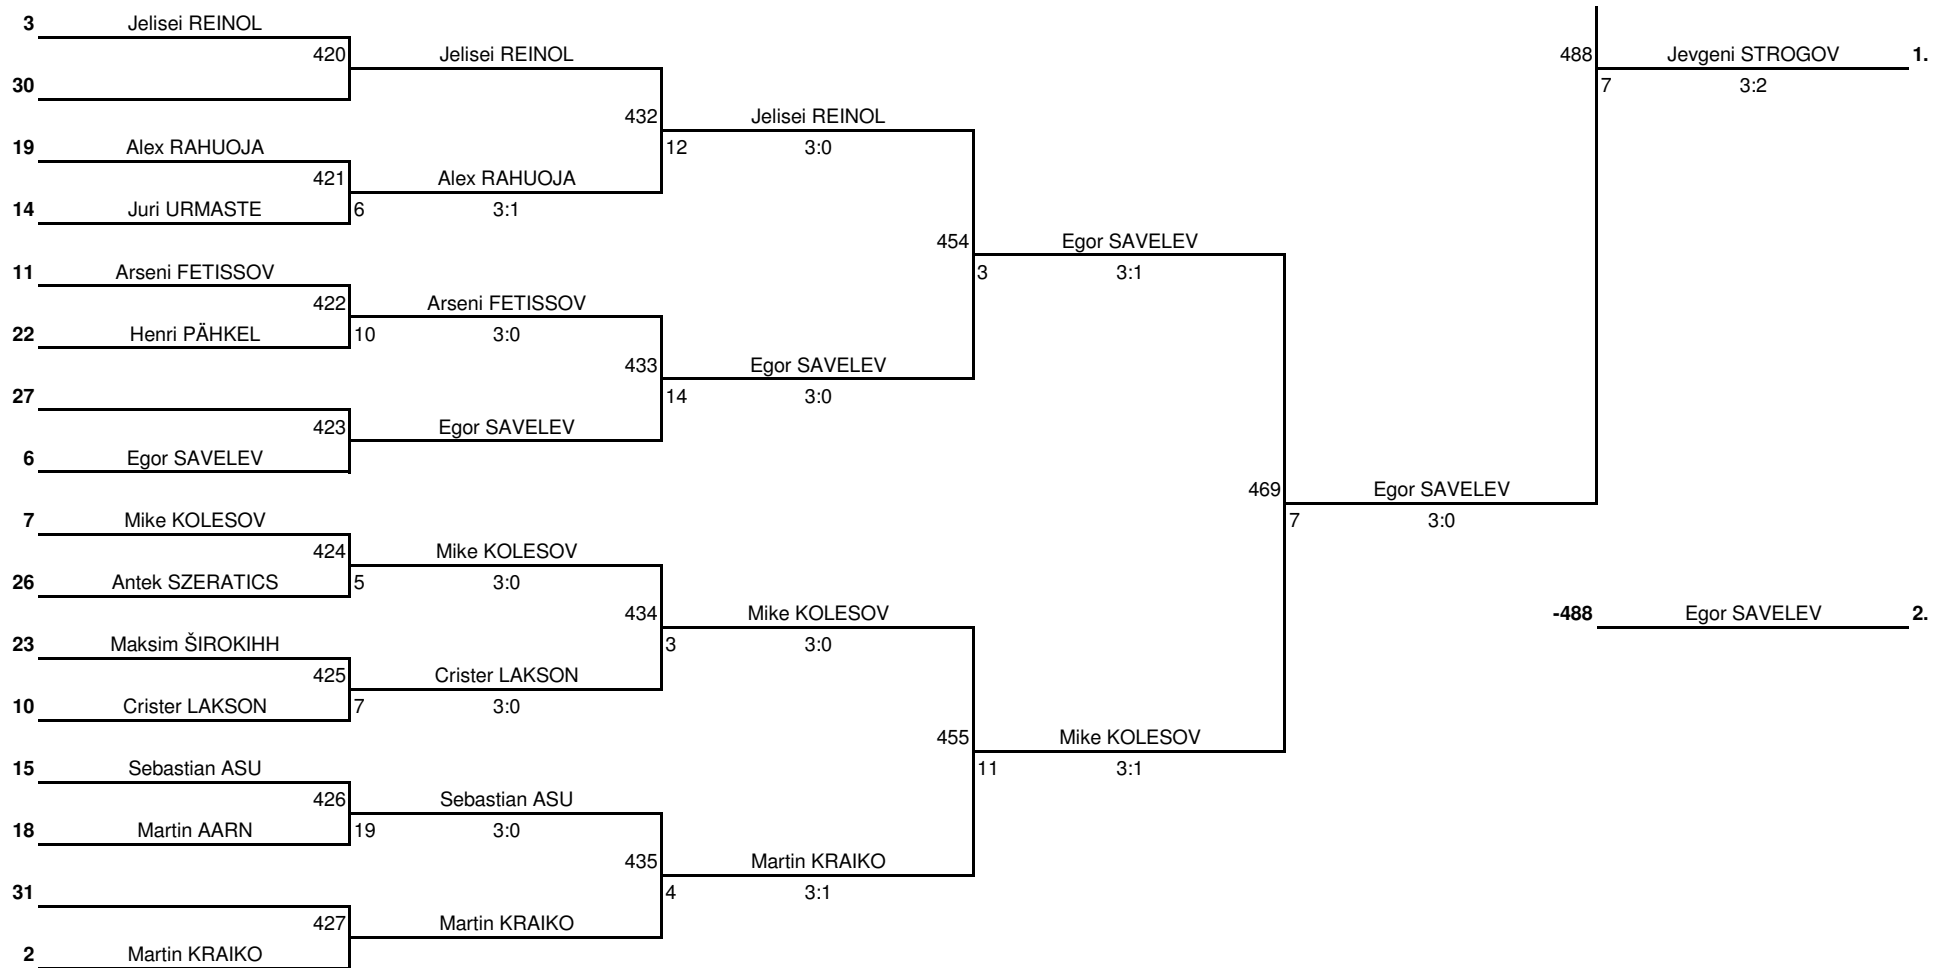 3 Jelisei REINOL
420 Jelisei REINOL 488 Jevgeni STROGOV 1.
30 7 3:2
432 Jelisei REINOL
19 Alex RAHUOJA 12 3:0
421 Alex RAHUOJA
14 Juri URMASTE 6 3:1
454 Egor SAVELEV
11 Arseni FETISSOV 3 3:1
422 Arseni FETISSOV
22 Henri PÄHKEL 10 3:0
433 Egor SAVELEV
27 14 3:0
423 Egor SAVELEV
6 Egor SAVELEV
469 Egor SAVELEV
7 Mike KOLESOV 7 3:0
424 Mike KOLESOV
26 Antek SZERATICS 5 3:0
434 Mike KOLESOV -488 Egor SAVELEV 2.
23 Maksim ŠIROKIHH 3 3:0
425 Crister LAKSON
10 Crister LAKSON 7 3:0
455 Mike KOLESOV
15 Sebastian ASU 11 3:1
426 Sebastian ASU
18 Martin AARN 19 3:0
435 Martin KRAIKO
31 4 3:1
427 Martin KRAIKO
2 Martin KRAIKO